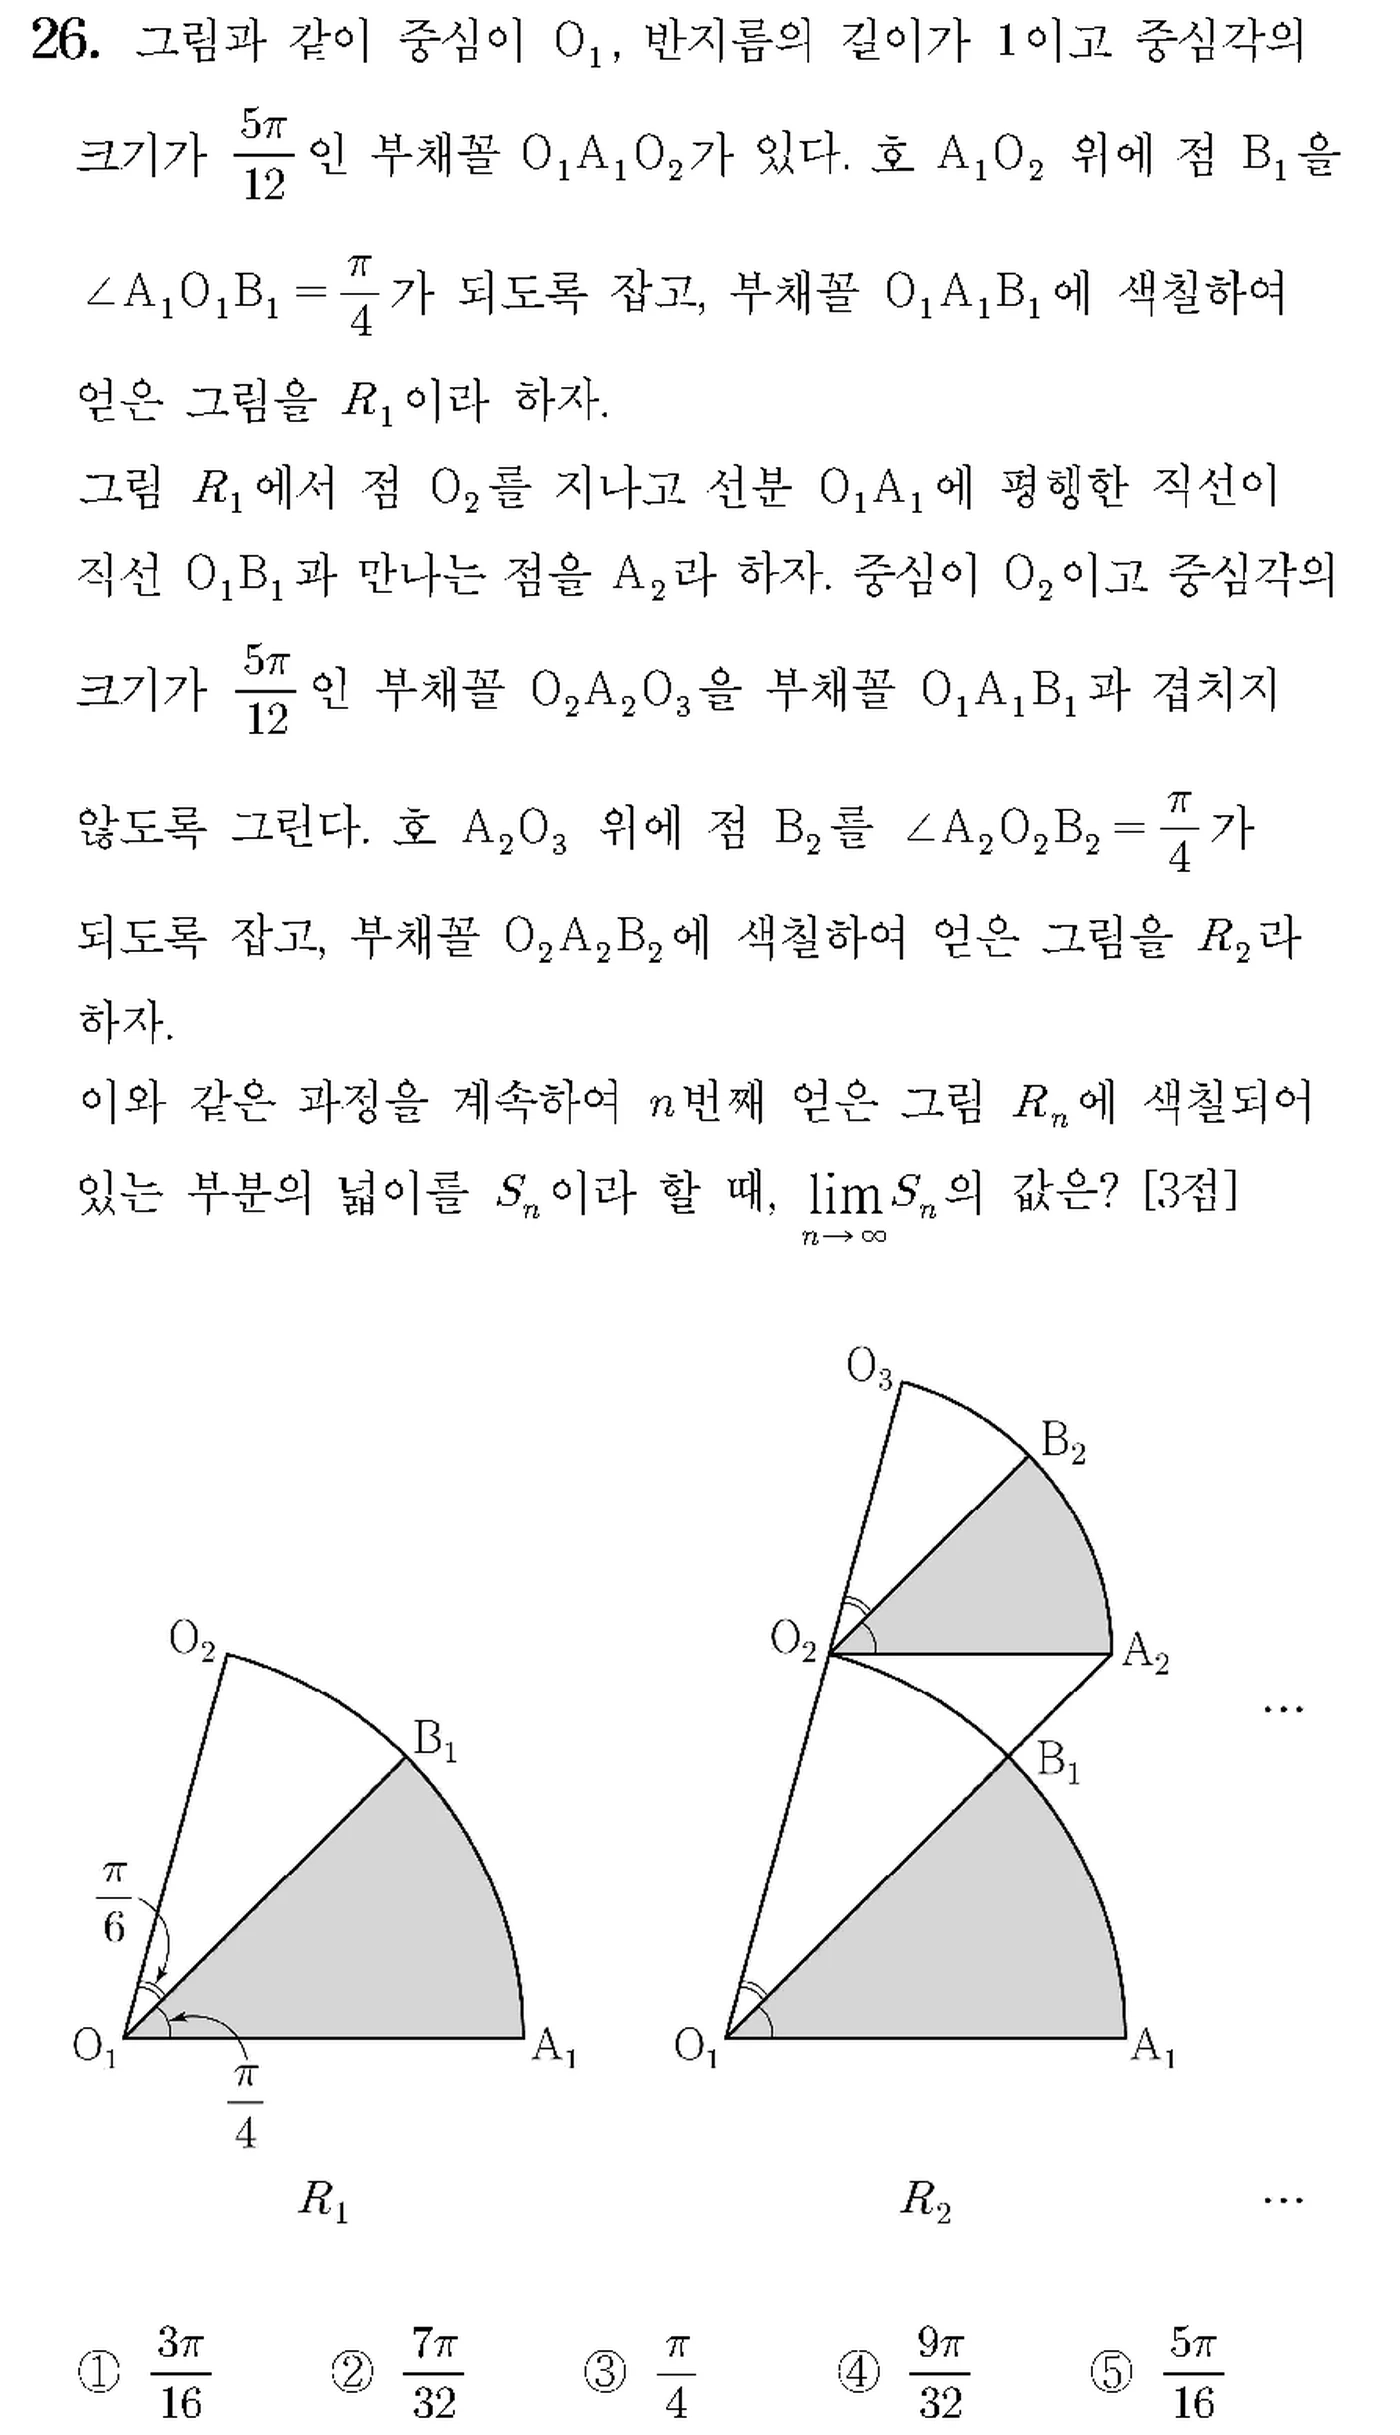 26. 그림과 같이 중심이 O₁, 반지름의 길이가 1이고 중심각의
크기가 5π/12인 부채꼴 O₁A₁O₂가 있다. 호 A₁O₂ 위에 점 B₁을
∠A₁O₁B₁ = π/4가 되도록 잡고, 부채꼴 O₁A₁B₁에 색칠하여
얻은 그림을 R₁이라 하자.
그림 R₁에서 점 O₂를 지나고 선분 O₁A₁에 평행한 직선이
직선 O₁B₁과 만나는 점을 A₂라 하자. 중심이 O₂이고 중심각의
크기가 5π/12인 부채꼴 O₂A₂O₃을 부채꼴 O₁A₁B₁과 겹치지
않도록 그린다. 호 A₂O₃ 위에 점 B₂를 ∠A₂O₂B₂ = π/4가
되도록 잡고, 부채꼴 O₂A₂B₂에 색칠하여 얻은 그림을 R₂라
하자.
이와 같은 과정을 계속하여 n번째 얻은 그림 Rₙ에 색칠되어
있는 부분의 넓이를 Sₙ이라 할 때, lim n→∞ Sₙ의 값은? [3점]
O₂
B₁
π/6
O₁
A₁
π/4
R₁
O₃
B₂
O₂
A₂
…
B₁
O₁
A₁
R₂
…
① 3π/16 ② 7π/32 ③ π/4 ④ 9π/32 ⑤ 5π/16